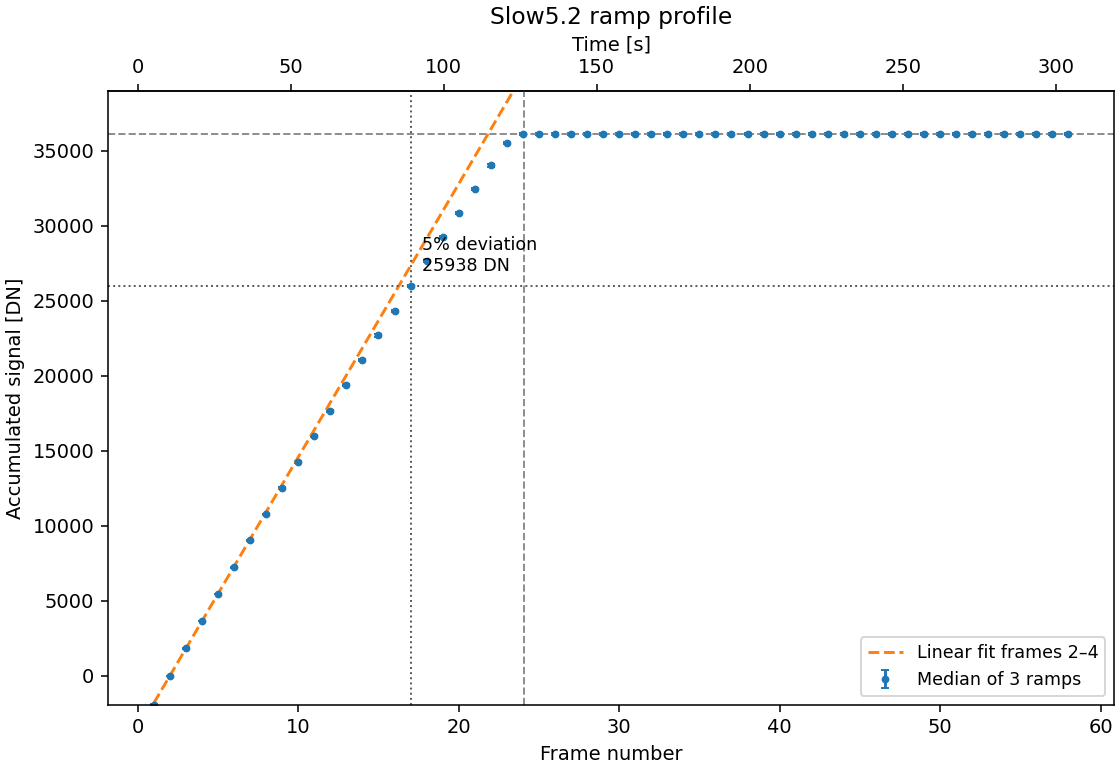 Slow5.2 ramp profile
Time [s]
0 50 100 150 200 250 300
Accumulated signal [DN]
35000
30000
25000
20000
15000
10000
5000
0
5% deviation
25938 DN
Linear fit frames 2–4
Median of 3 ramps
0 10 20 30 40 50 60
Frame number